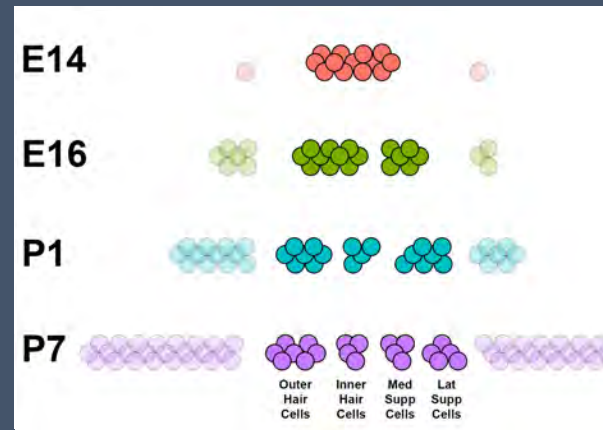 E14
E16
P1
P7
Outer Inner Med Lat
Hair Hair Supp Supp
Cells Cells Cells Cells